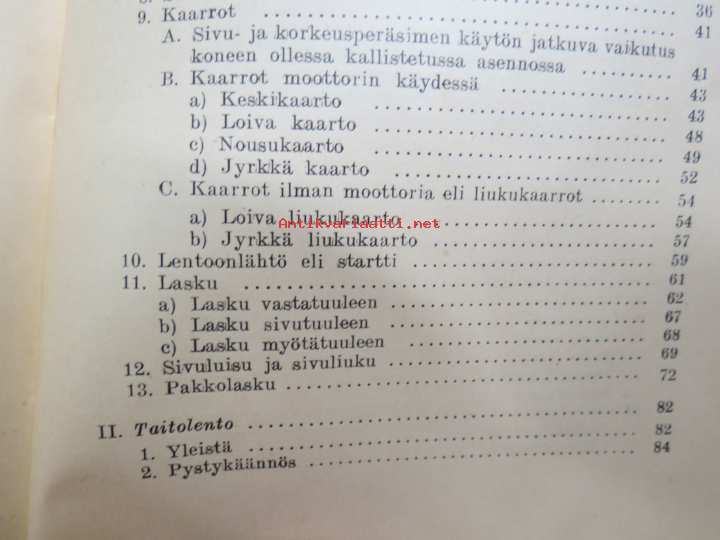 36
9. Kaarrot ........ 41
A. Sivu- ja korkeusperäsimen käytön jatkuva vaikutus
koneen ollessa kallistetussa asennossa ........ 41
B. Kaarrot moottorin käydessä ........ 43
a) Keskikaarto ........ 43
b) Loiva kaarto ........ 48
c) Nousukaarto ........ 49
d) Jyrkkä kaarto ........ 52
C. Kaarrot ilman moottoria eli liukukaarrot ........ 54
a) Loiva liukukaarto ........ 54
Antikvariaatti.net
b) Jyrkkä liukukaarto ........ 57
10. Lentoonlähtö eli startti ........ 59
11. Lasku ........ 61
a) Lasku vastatuuleen ........ 62
b) Lasku sivutuuleen ........ 67
c) Lasku myötätuuleen ........ 68
12. Sivuluisu ja sivuliuku ........ 69
13. Pakkolasku ........ 72
II. Taitolento ........ 82
1. Yleistä ........ 82
2. Pystykäännös ........ 84